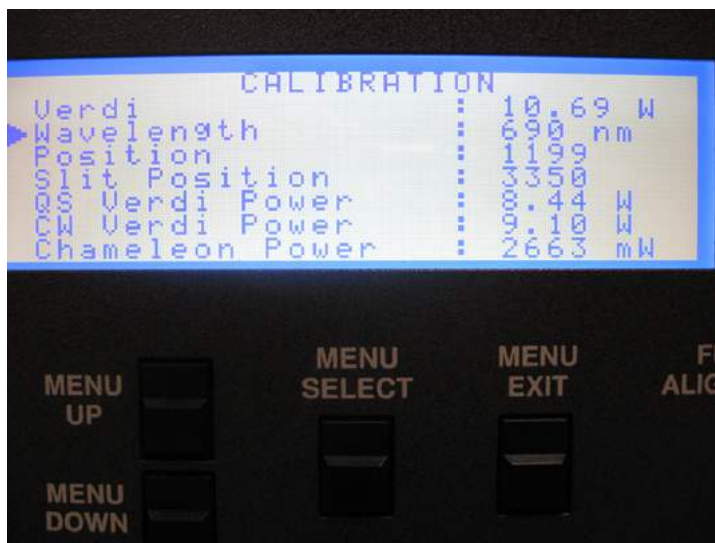 CALIBRATION
Verdi : 10.69 W
Wavelength : 690 nm
Position : 1199
Slit Position : 3350
QS Verdi Power : 8.44 W
CW Verdi Power : 9.10 W
Chameleon Power : 2663 mW
MENU UP
MENU SELECT
MENU EXIT
MENU DOWN